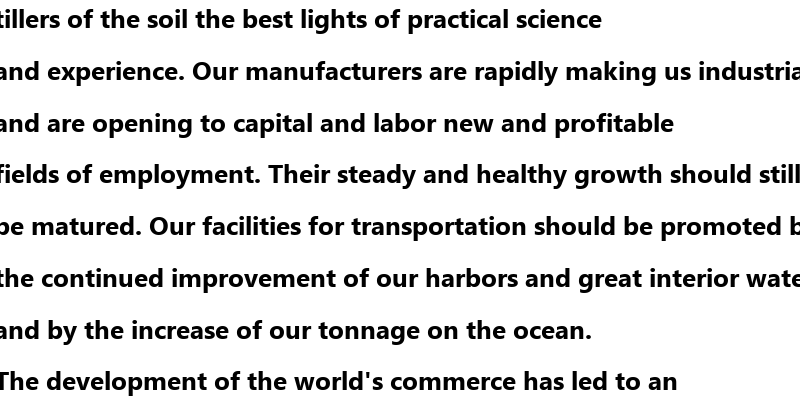 tillers of the soil the best lights of practical science
and experience. Our manufacturers are rapidly making us industria
and are opening to capital and labor new and profitable
fields of employment. Their steady and healthy growth should still
be matured. Our facilities for transportation should be promoted b
the continued improvement of our harbors and great interior wate
and by the increase of our tonnage on the ocean.
The development of the world's commerce has led to an